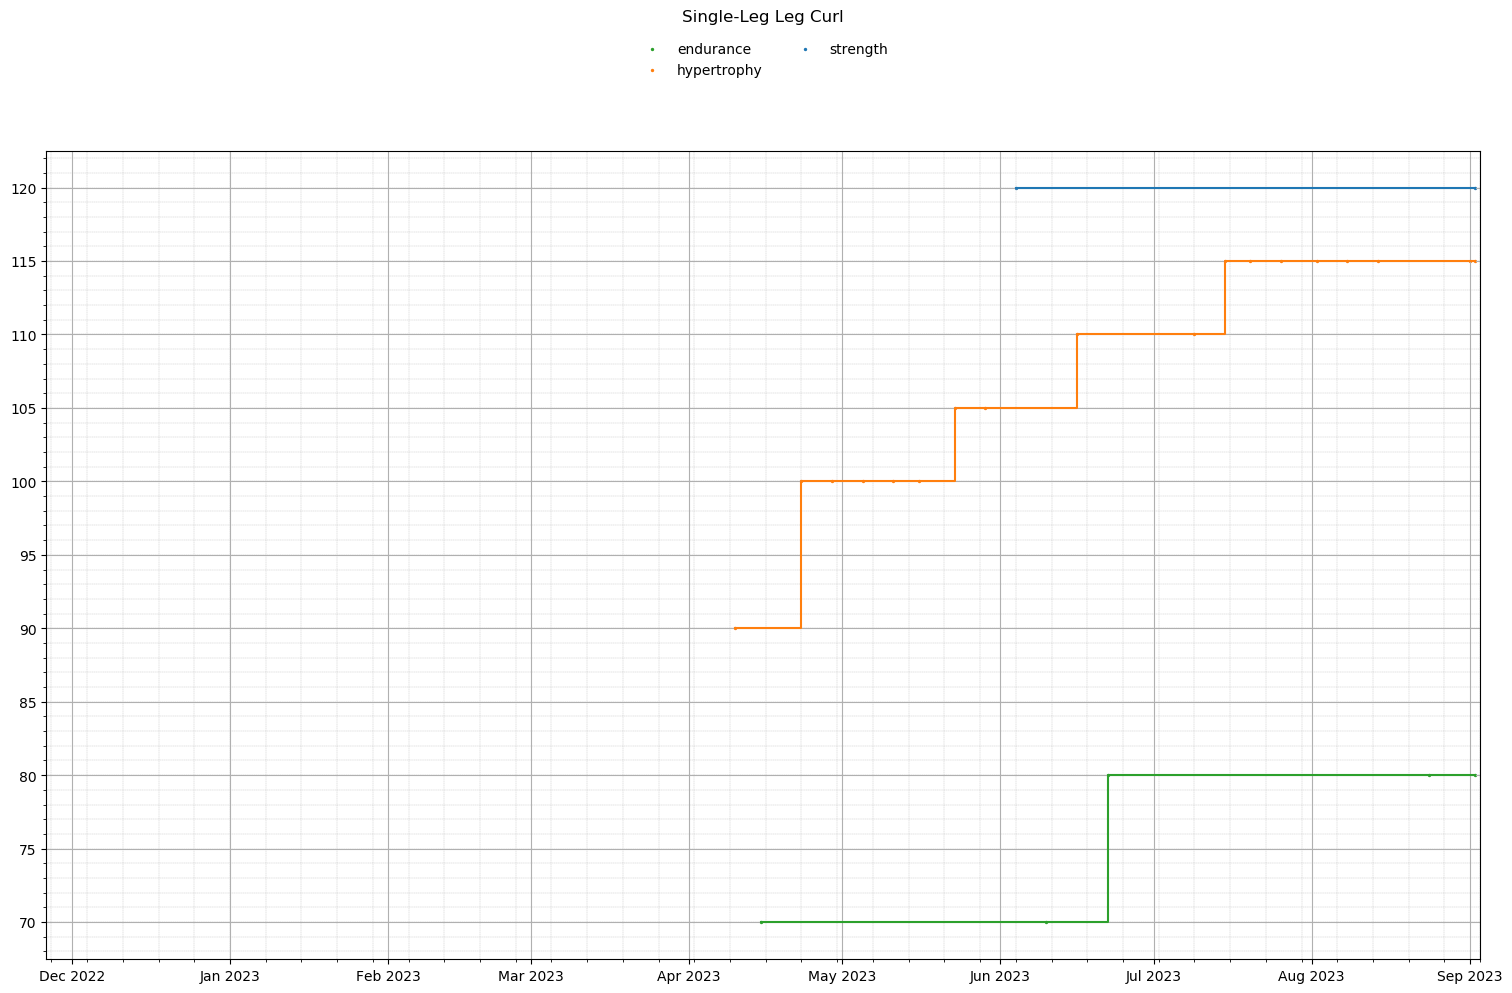 Single-Leg Leg Curl
endurance
strength
hypertrophy
120
115
110
105
100
95
90
85
80
75
70
Dec 2022 Jan 2023 Feb 2023 Mar 2023 Apr 2023 May 2023 Jun 2023 Jul 2023 Aug 2023 Sep 2023